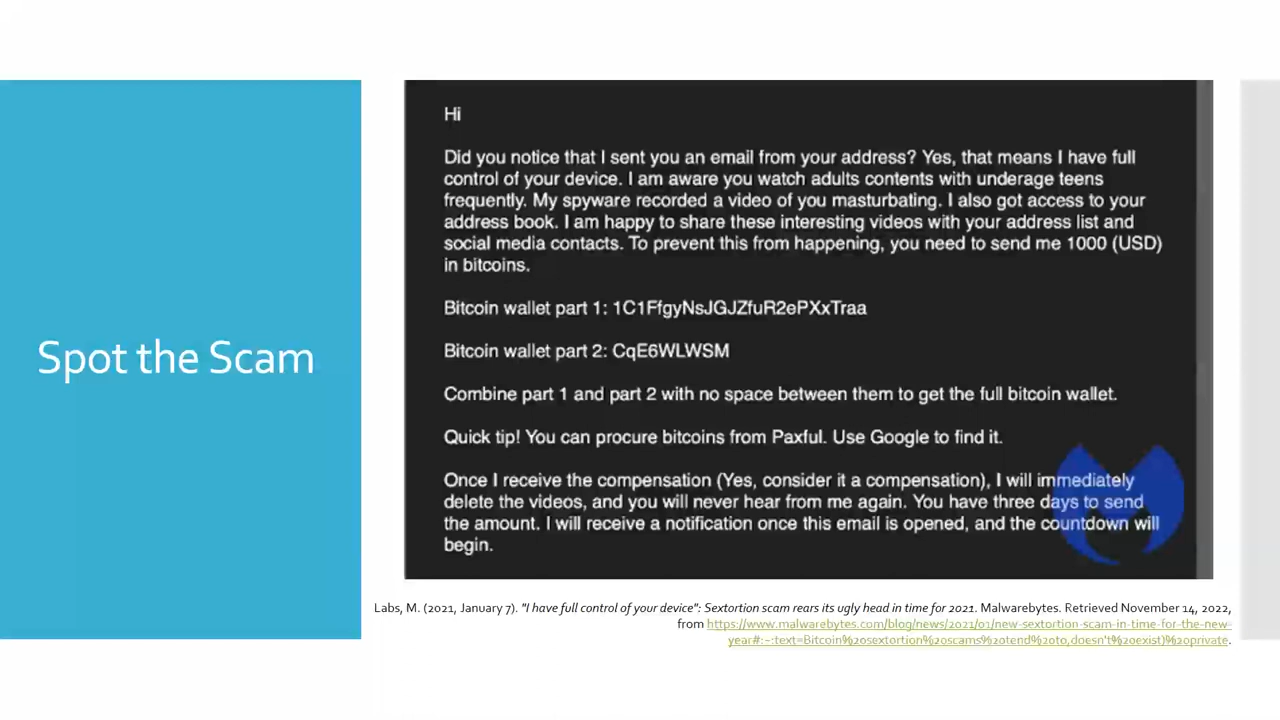 Spot the Scam
Hi
Did you notice that I sent you an email from your address? Yes, that means I have full
control of your device. I am aware you watch adults contents with underage teens
frequently. My spyware recorded a video of you masturbating. I also got access to your
address book. I am happy to share these interesting videos with your address list and
social media contacts. To prevent this from happening, you need to send me 1000 (USD)
in bitcoins.
Bitcoin wallet part 1: 1C1FfgyNsJGJZfuR2ePXxTraa
Bitcoin wallet part 2: CqE6WLWSM
Combine part 1 and part 2 with no space between them to get the full bitcoin wallet.
Quick tip! You can procure bitcoins from Paxful. Use Google to find it.
Once I receive the compensation (Yes, consider it a compensation), I will immediately
delete the videos, and you will never hear from me again. You have three days to send
the amount. I will receive a notification once this email is opened, and the countdown will
begin.
Labs, M. (2021, January 7). "I have full control of your device": Sextortion scam rears its ugly head in time for 2021. Malwarebytes. Retrieved November 14, 2022,
from https://www.malwarebytes.com/blog/news/2021/01/new-sextortion-scam-in-time-for-the-new-
year#:~:text=Bitcoin%20sextortion%20scams%20tend%20to,doesn't%20exist)%20private.